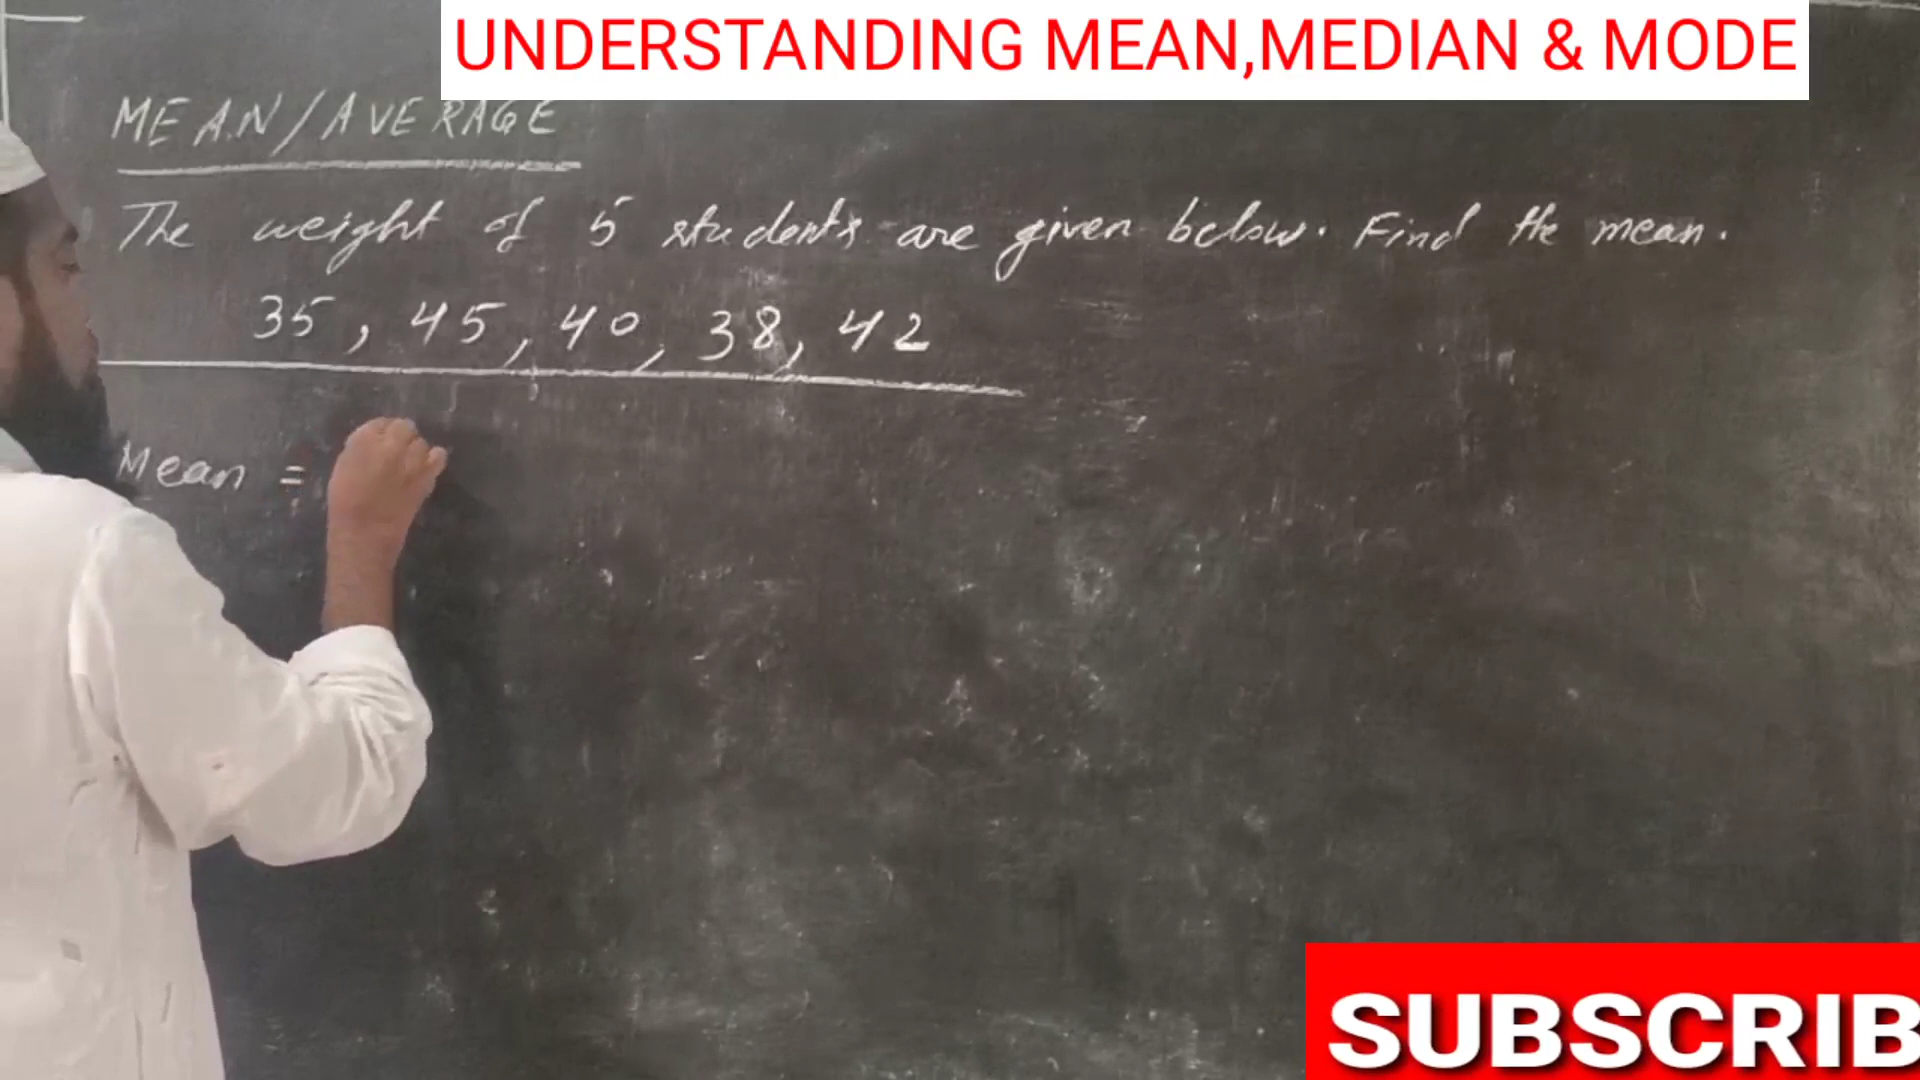 UNDERSTANDING MEAN,MEDIAN & MODE
MEAN/AVERAGE
The weight of 5 students are given below. Find the mean.
35, 45, 40, 38, 42
Mean =
SUBSCRIB